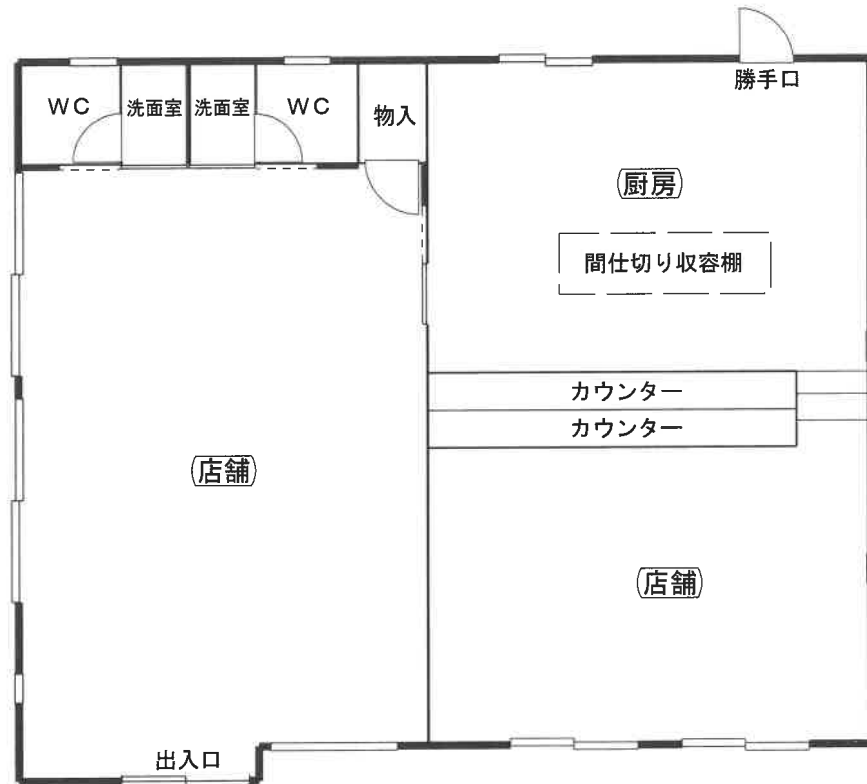 勝手口
WC
洗面室
洗面室
WC
物入
厨房
間仕切り収容棚
カウンター
カウンター
店舗
店舗
出入口